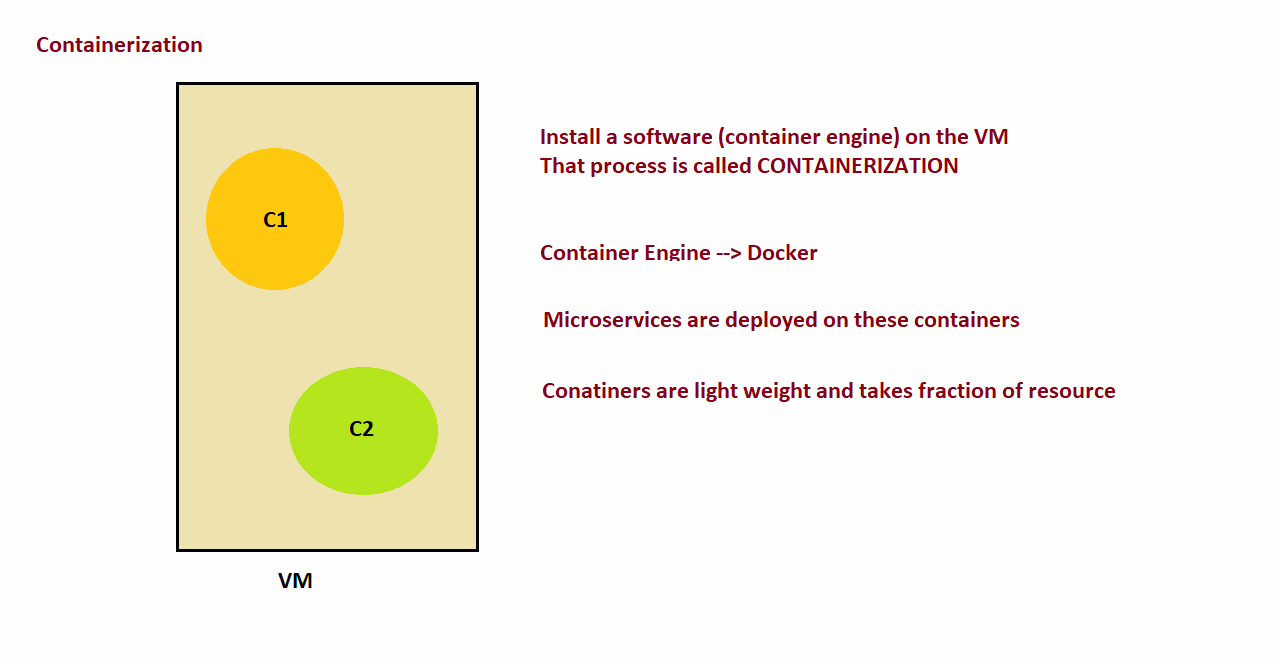 Containerization
Install a software (container engine) on the VM
That process is called CONTAINERIZATION
C1
Container Engine --> Docker
Microservices are deployed on these containers
Conatiners are light weight and takes fraction of resource
C2
VM